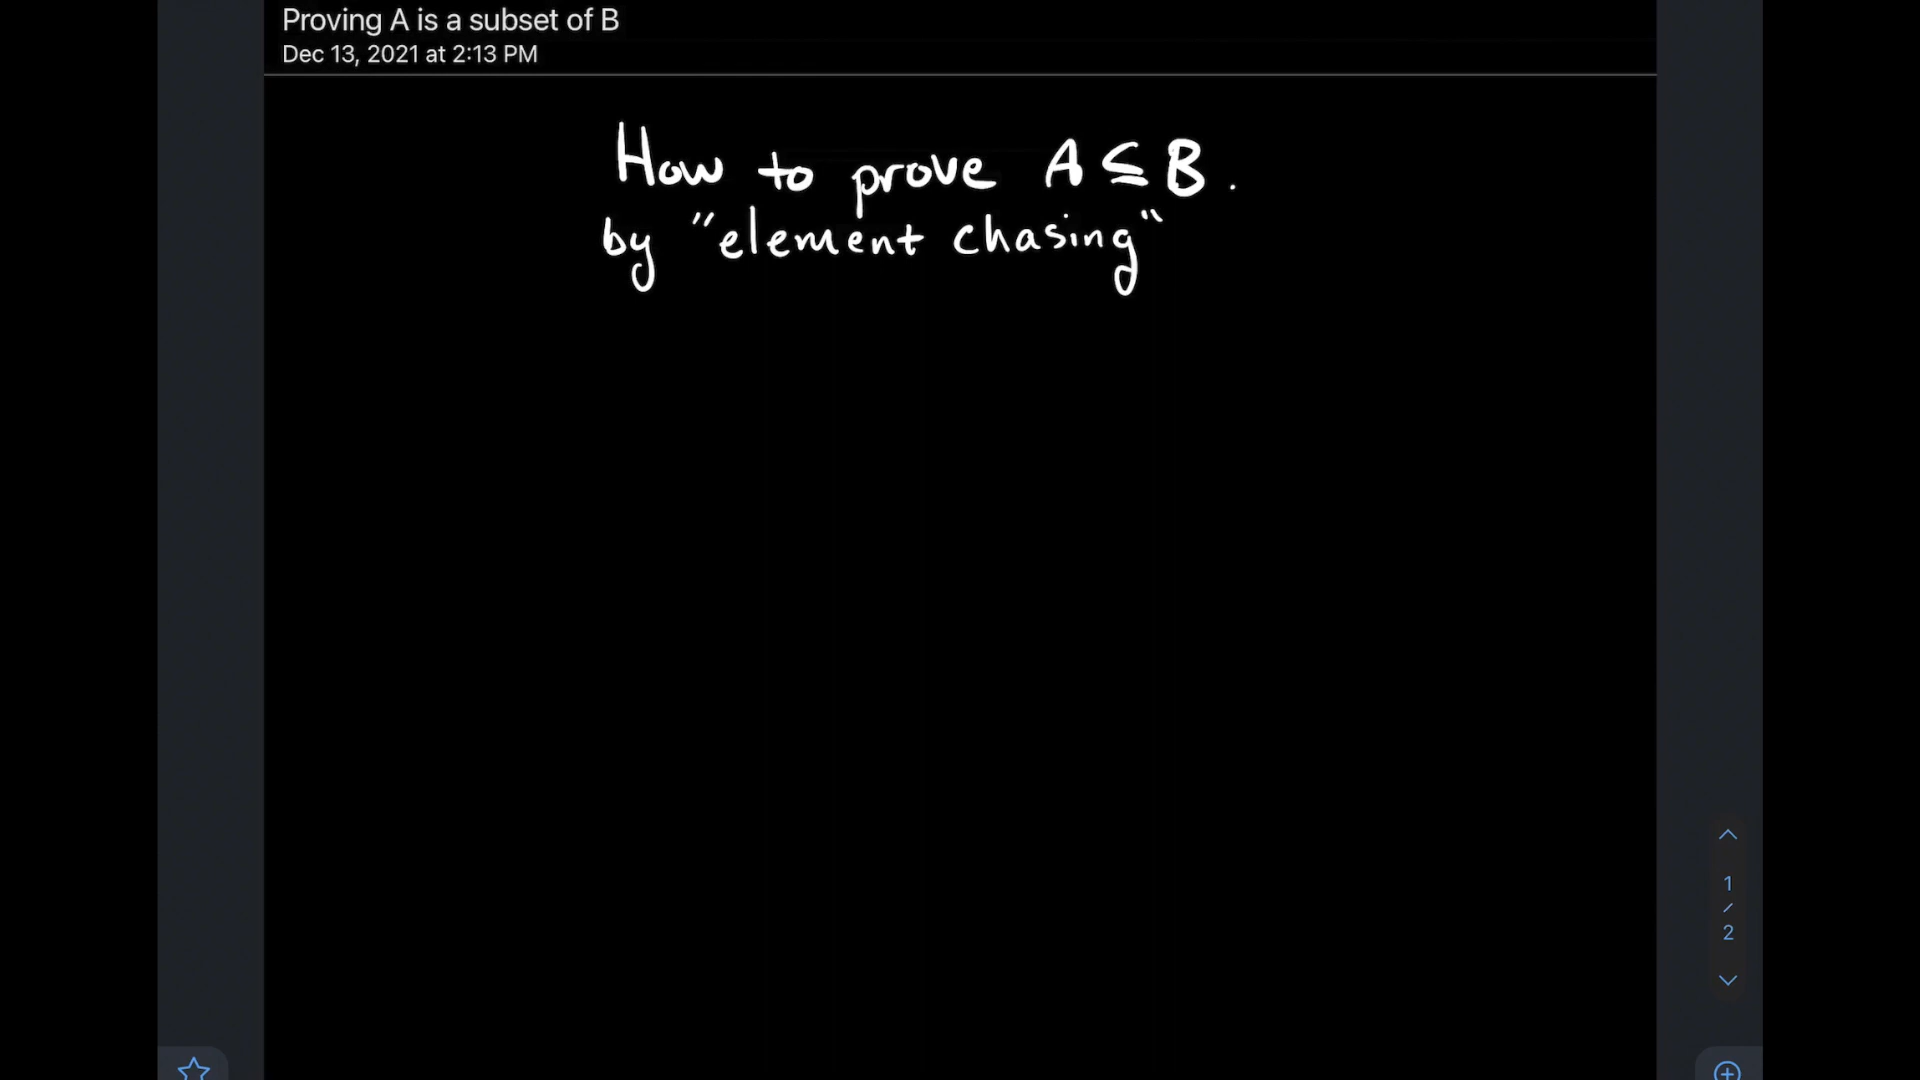 Proving A is a subset of B
Dec 13, 2021 at 2:13 PM
How to prove A ⊆ B.
by "element chasing"
1
/
2